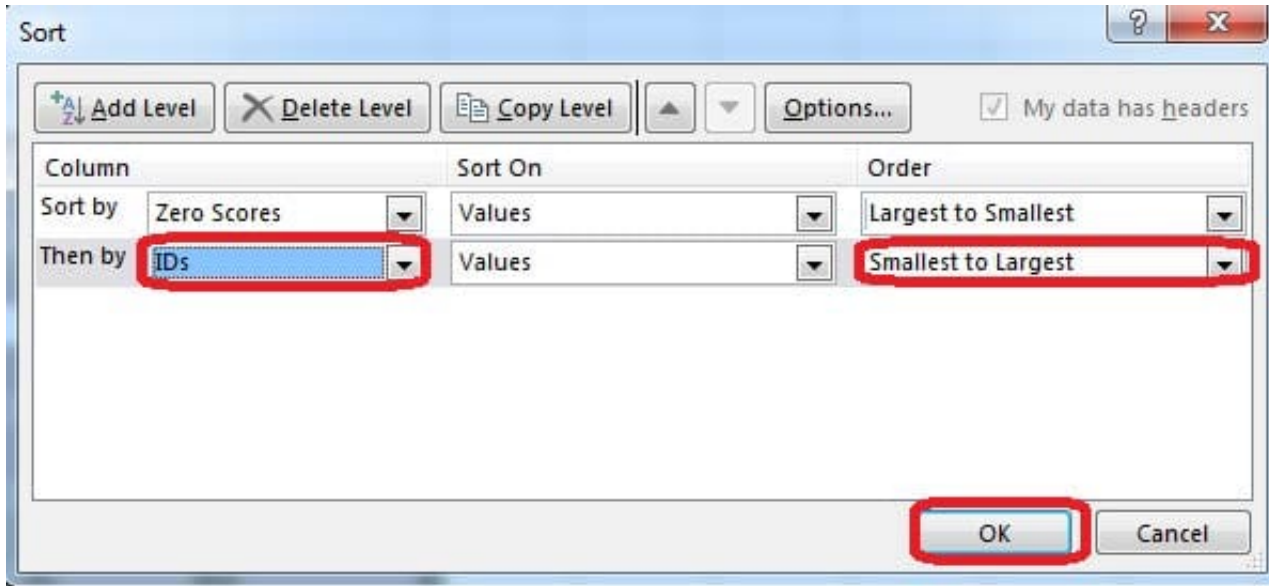 Sort
Add Level Delete Level Copy Level Options... My data has headers
Column Sort On Order
Sort by Zero Scores Values Largest to Smallest
Then by IDs Values Smallest to Largest
OK Cancel